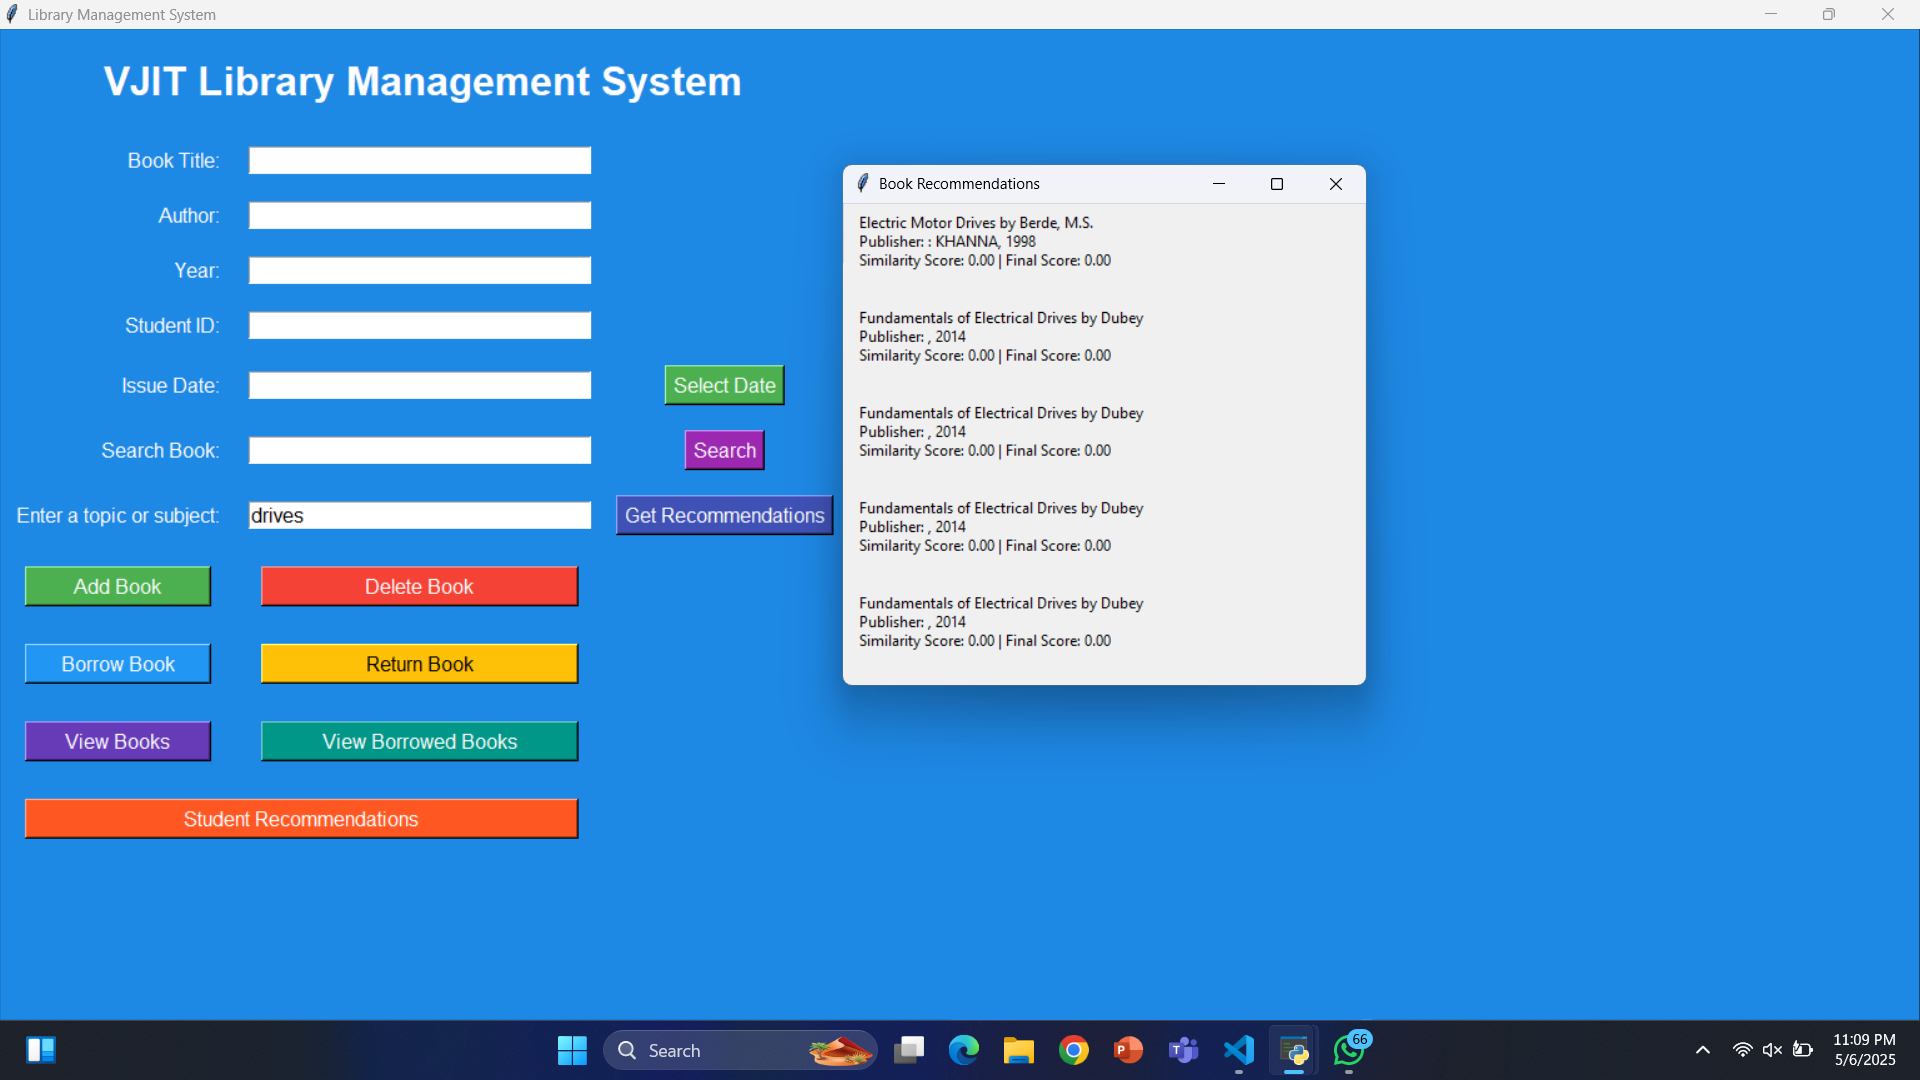 Library Management System
VJIT Library Management System
Book Title:
Author:
Year:
Student ID:
Issue Date:
Select Date
Search Book:
Search
Enter a topic or subject:
drives
Get Recommendations
Add Book
Delete Book
Borrow Book
Return Book
View Books
View Borrowed Books
Student Recommendations
Book Recommendations
Electric Motor Drives by Berde, M.S.
Publisher: : KHANNA, 1998
Similarity Score: 0.00 | Final Score: 0.00
Fundamentals of Electrical Drives by Dubey
Publisher: , 2014
Similarity Score: 0.00 | Final Score: 0.00
Fundamentals of Electrical Drives by Dubey
Publisher: , 2014
Similarity Score: 0.00 | Final Score: 0.00
Fundamentals of Electrical Drives by Dubey
Publisher: , 2014
Similarity Score: 0.00 | Final Score: 0.00
Fundamentals of Electrical Drives by Dubey
Publisher: , 2014
Similarity Score: 0.00 | Final Score: 0.00
Search
P
T
66
11:09 PM
5/6/2025